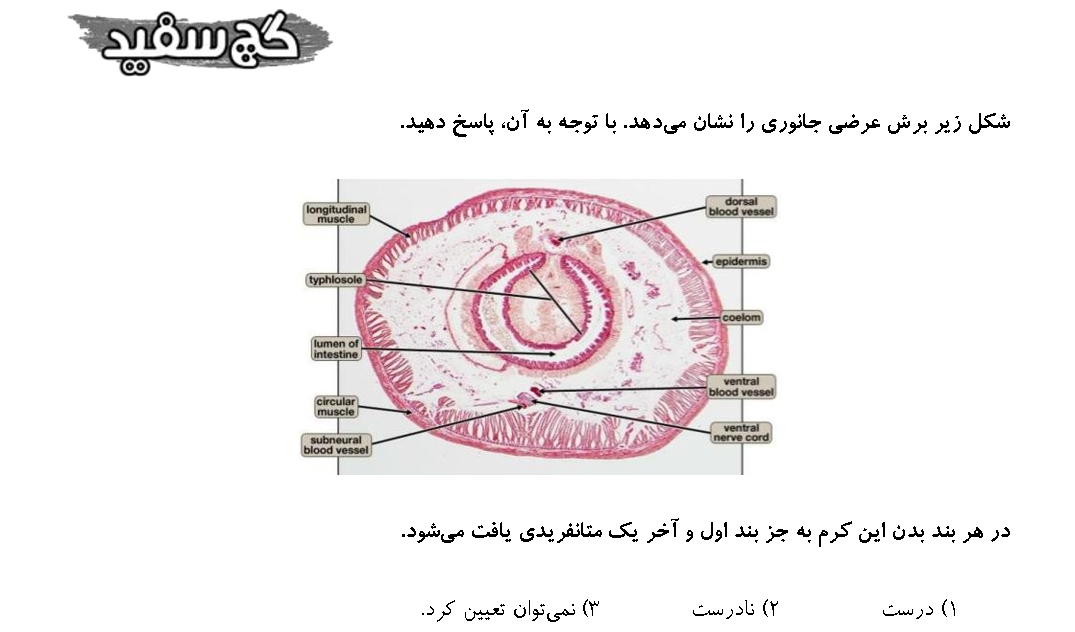 گچ سفید
شکل زیر برش عرضی جانوری را نشان می‌دهد. با توجه به آن، پاسخ دهید.
longitudinal
muscle
dorsal
blood vessel
epidermis
typhlosole
coelom
lumen of
intestine
ventral
blood vessel
circular
muscle
ventral
nerve cord
subneural
blood vessel
در هر بند بدن این کرم به جز بند اول و آخر یک متانفریدی یافت می‌شود.
۱) درست ۲) نادرست ۳) نمی‌توان تعیین کرد.